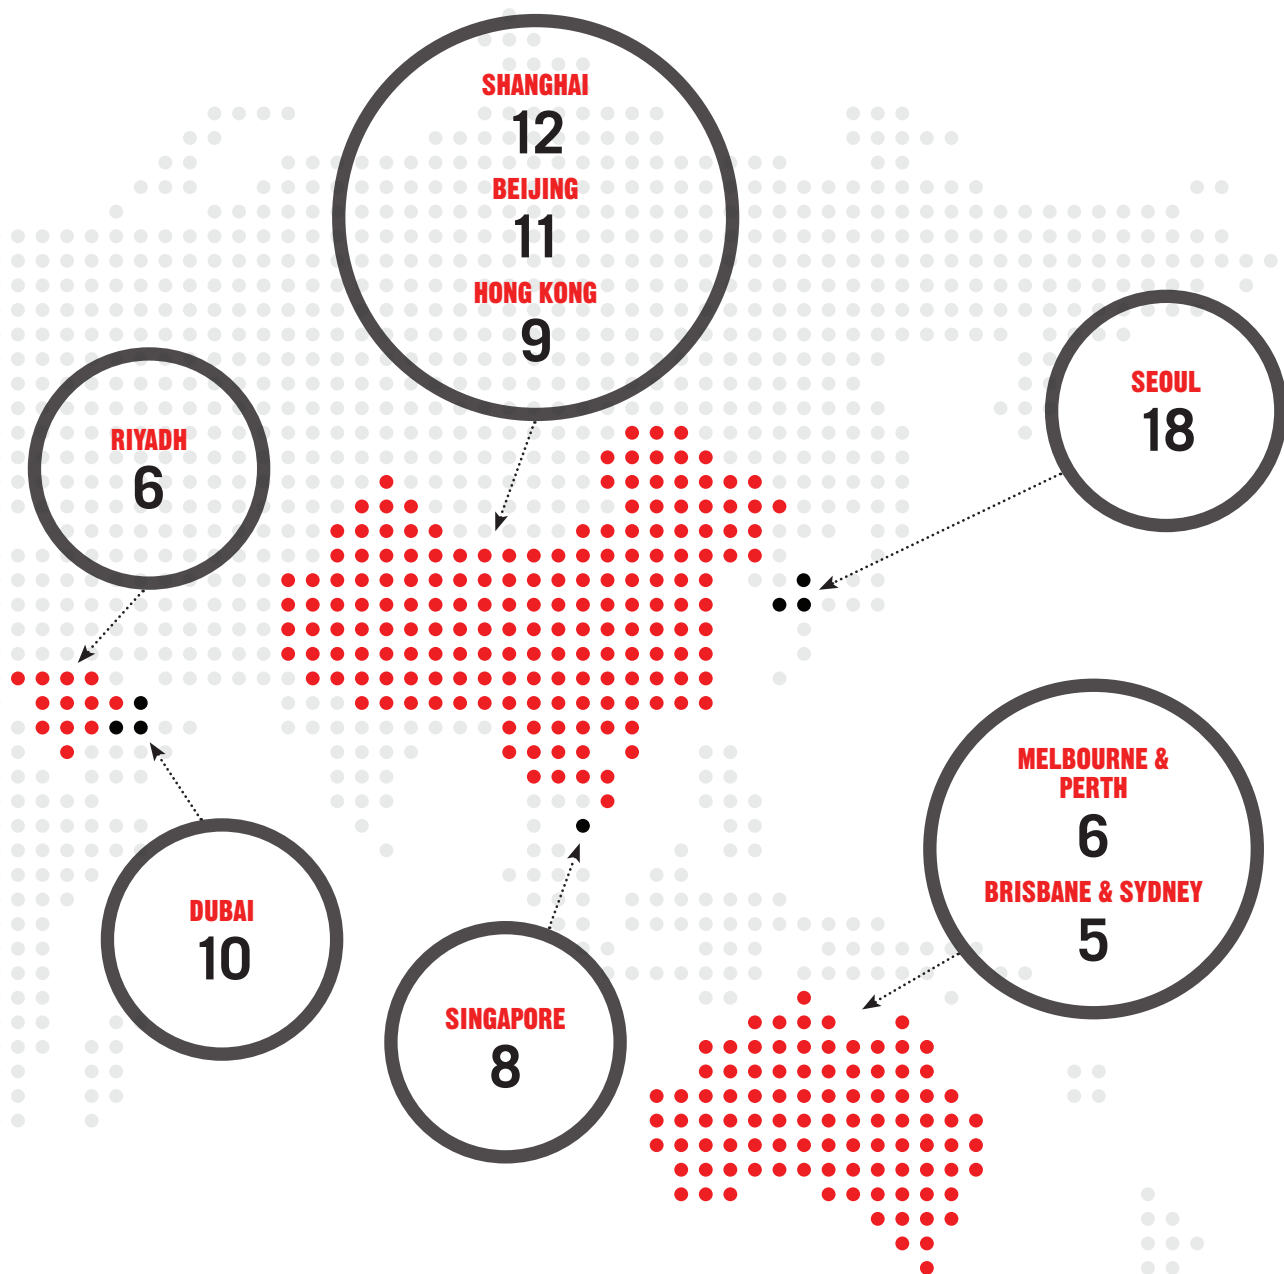 SHANGHAI
12
BEIJING
11
HONG KONG
9
SEOUL
18
RIYADH
6
MELBOURNE &
PERTH
6
BRISBANE & SYDNEY
5
DUBAI
10
SINGAPORE
8